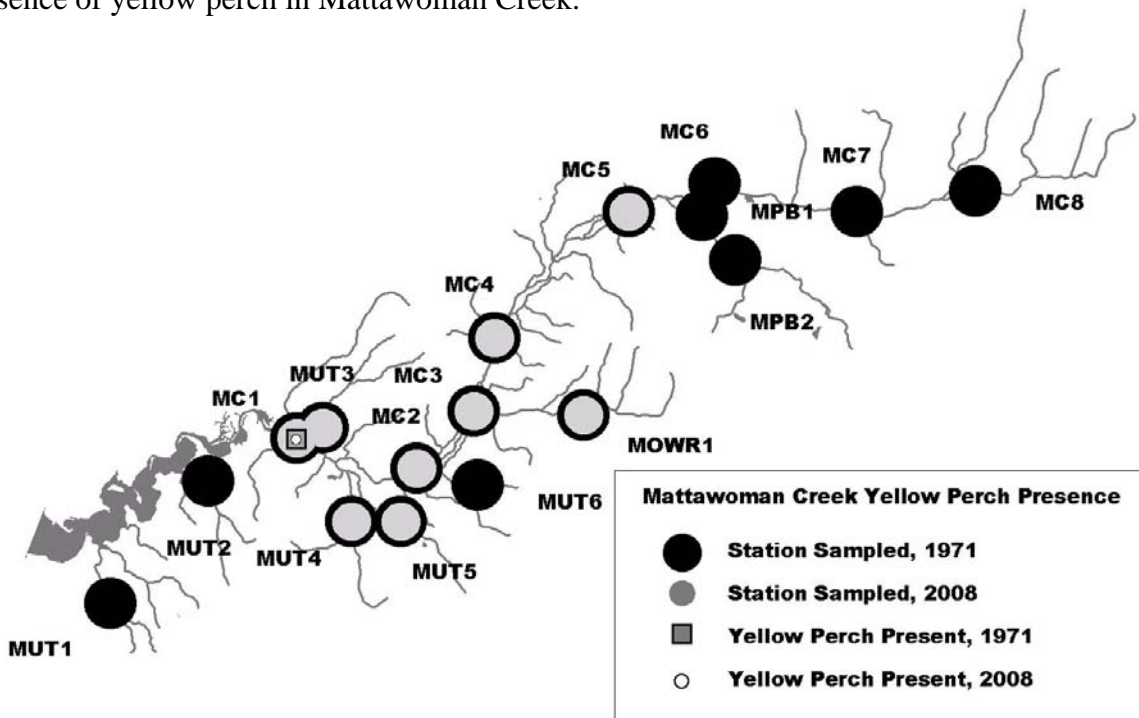 sence of yellow perch in Mattawoman Creek.
MC6
MC7
MC5
MPB1
MC8
MC4
MPB2
MUT3
MC3
MC1
MC2
MOWR1
MUT6
MUT2
MUT4
MUT5
MUT1
Mattawoman Creek Yellow Perch Presence
Station Sampled, 1971
Station Sampled, 2008
Yellow Perch Present, 1971
Yellow Perch Present, 2008